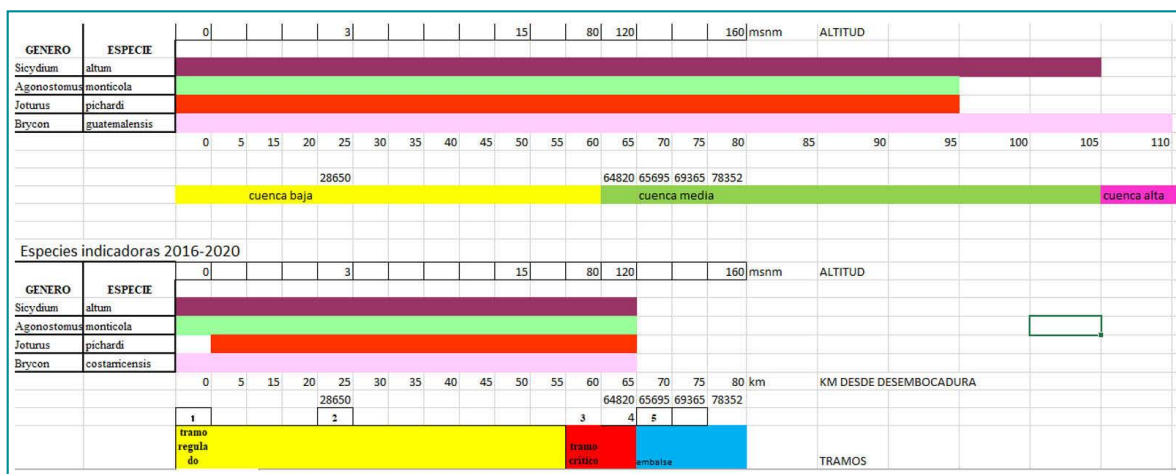 0 3 15 80 120 160 msnm ALTITUD
GENERO ESPECIE
Sicydium altum
Agonostomus monticola
Joturus pichardi
Brycon guatemalensis
0 5 15 20 25 30 35 40 45 50 55 60 65 70 75 80 85 90 95 100 105 110
28650 64820 65695 69365 78352
cuenca baja cuenca media cuenca alta
Especies indicadoras 2016-2020
0 3 15 80 120 160 msnm ALTITUD
GENERO ESPECIE
Sicydium altum
Agonostomus monticola
Joturus pichardi
Brycon costarricensis
0 5 15 20 25 30 35 40 45 50 55 60 65 70 75 80 km KM DESDE DESEMBOCADURA
28650 64820 65695 69365 78352
1 2 3 4 5
tramo
regula
do
tramo
critico
embalse
TRAMOS